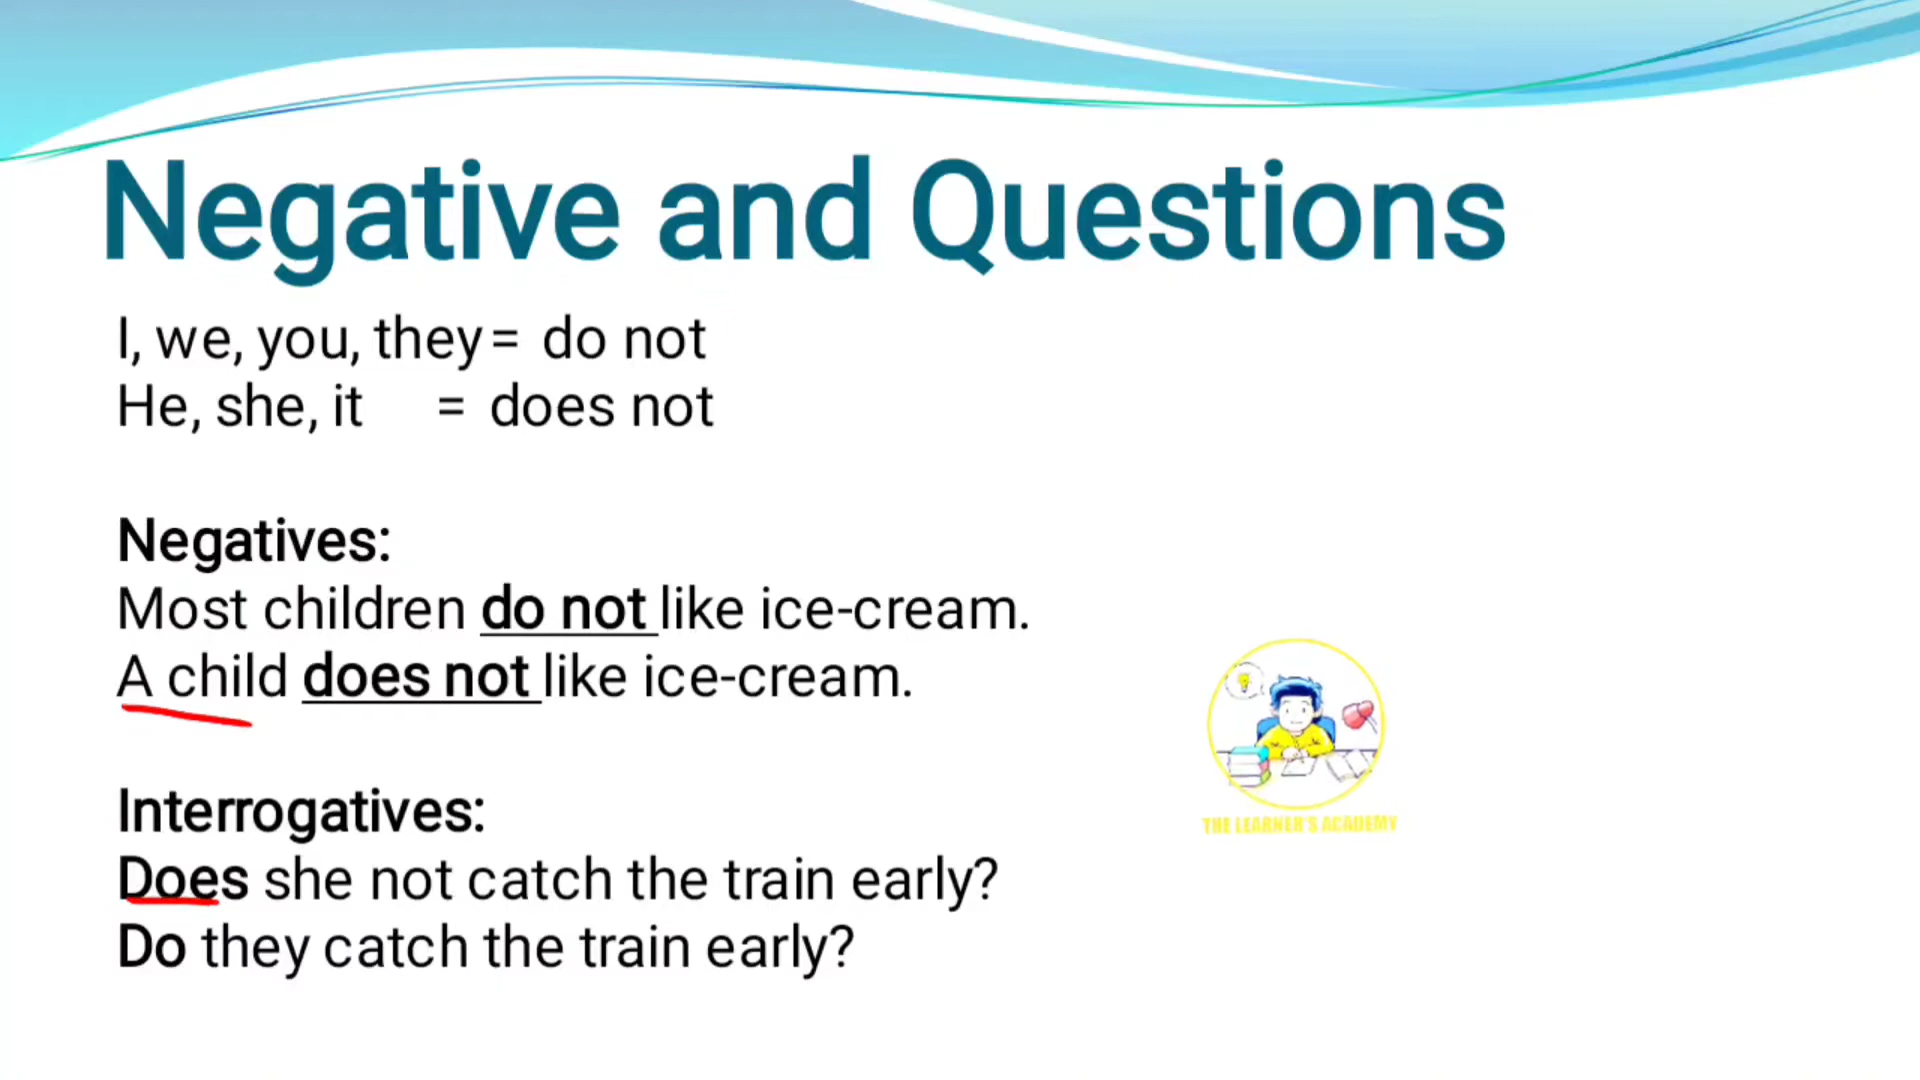 Negative and Questions
I, we, you, they = do not
He, she, it = does not
Negatives:
Most children do not like ice-cream.
A child does not like ice-cream.
Interrogatives:
Does she not catch the train early?
Do they catch the train early?
THE LEARNER'S ACADEMY